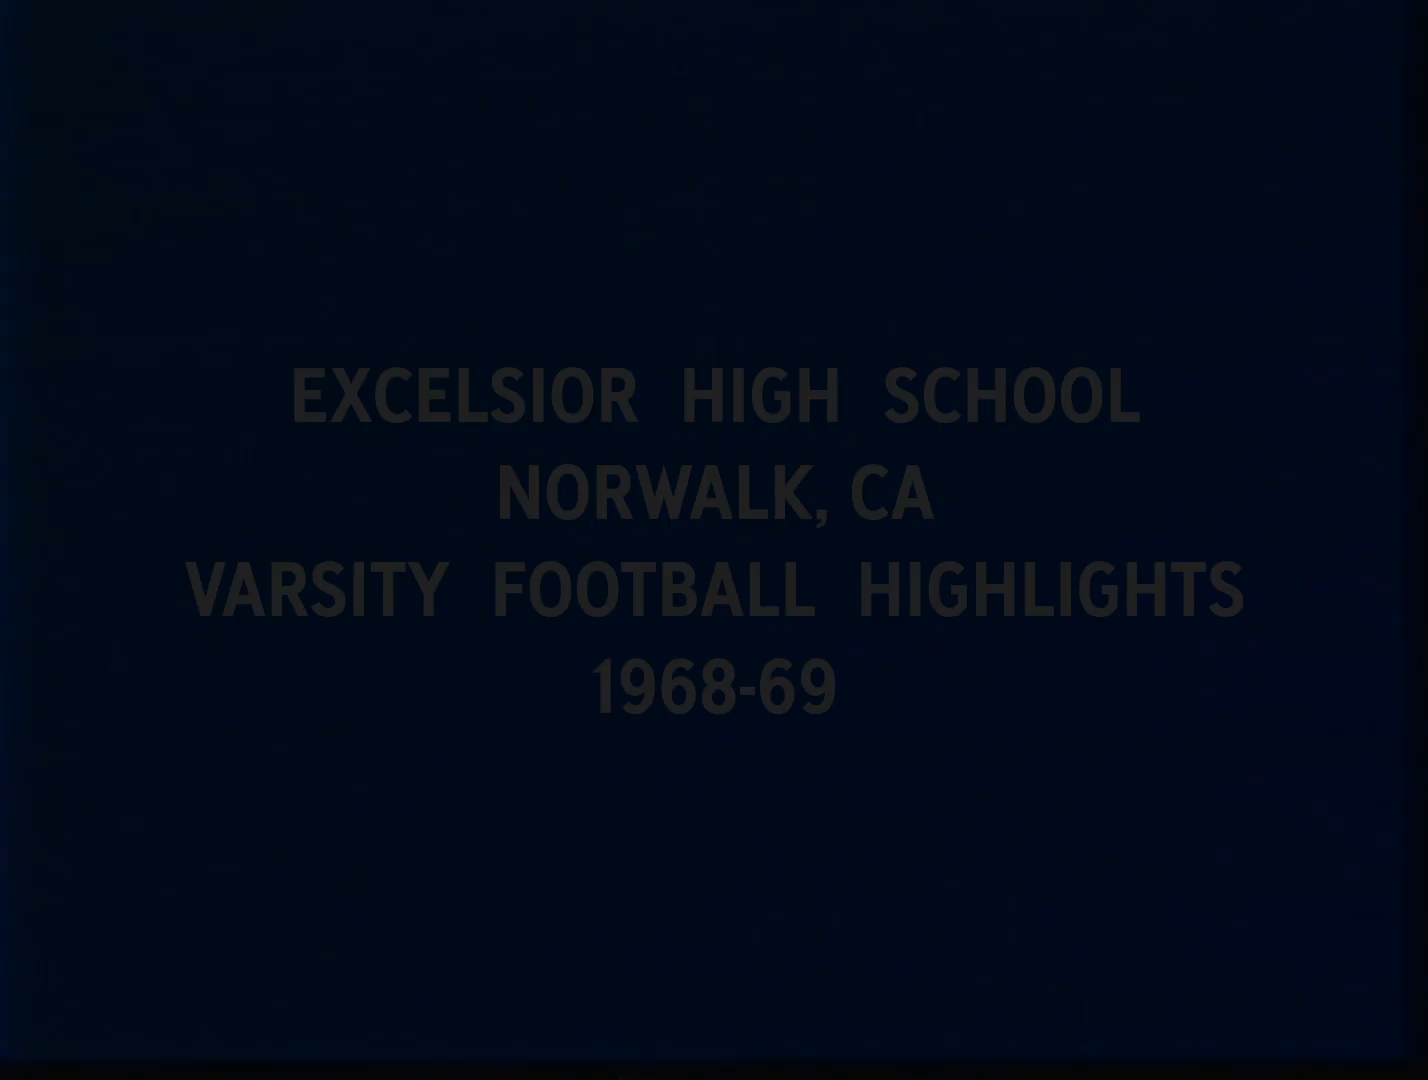 EXCELSIOR HIGH SCHOOL
NORWALK, CA
VARSITY FOOTBALL HIGHLIGHTS
1968-69